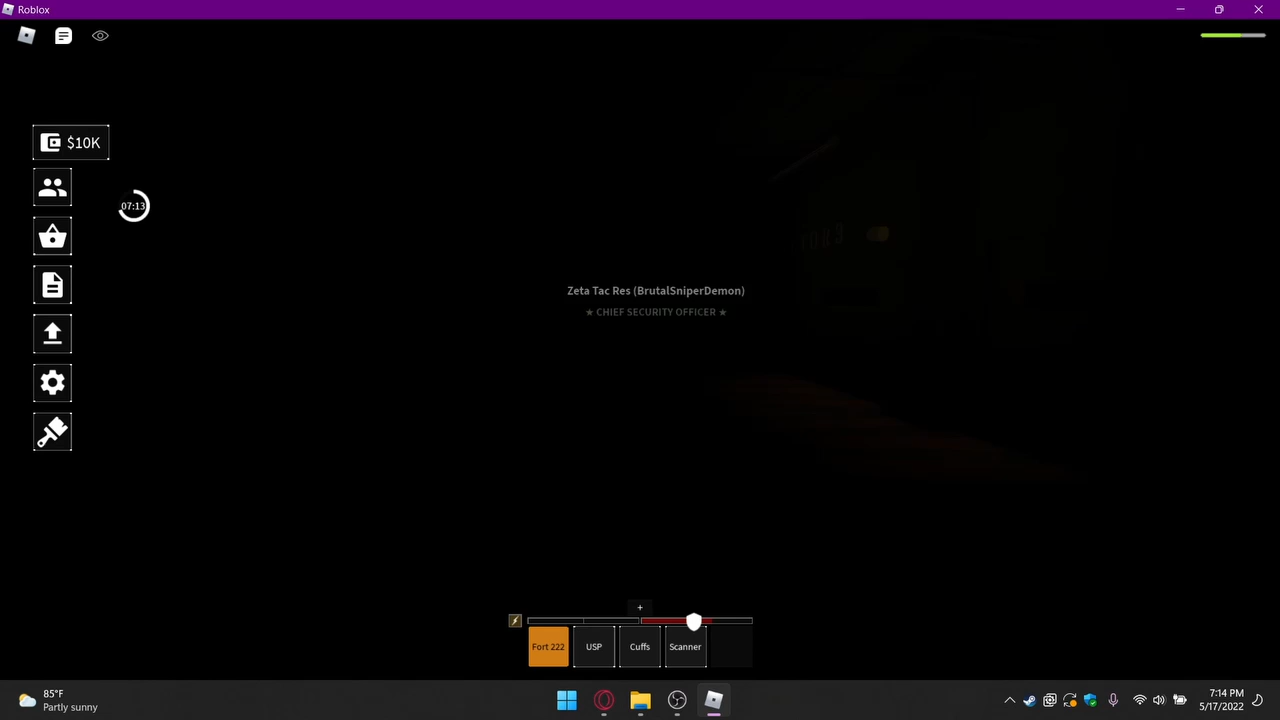 Roblox
$10K
07:13
Zeta Tac Res (BrutalSniperDemon)
★ CHIEF SECURITY OFFICER ★
+
Fort 222
USP
Cuffs
Scanner
85°F
Partly sunny
7:14 PM
5/17/2022